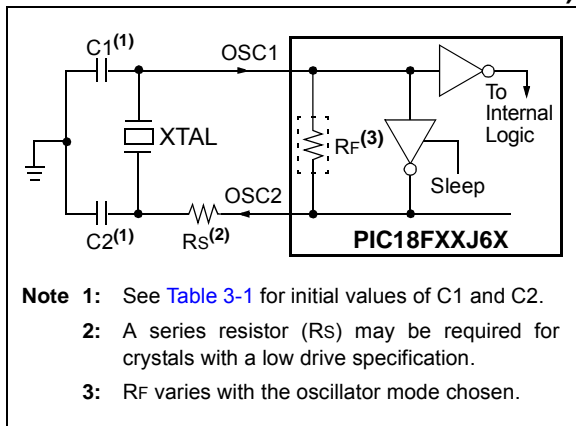 C1(1)
OSC1
To
Internal
Logic
XTAL
RF(3)
Sleep
OSC2
C2(1)
RS(2)
PIC18FXXJ6X
Note 1: See Table 3-1 for initial values of C1 and C2.
2: A series resistor (RS) may be required for
crystals with a low drive specification.
3: RF varies with the oscillator mode chosen.